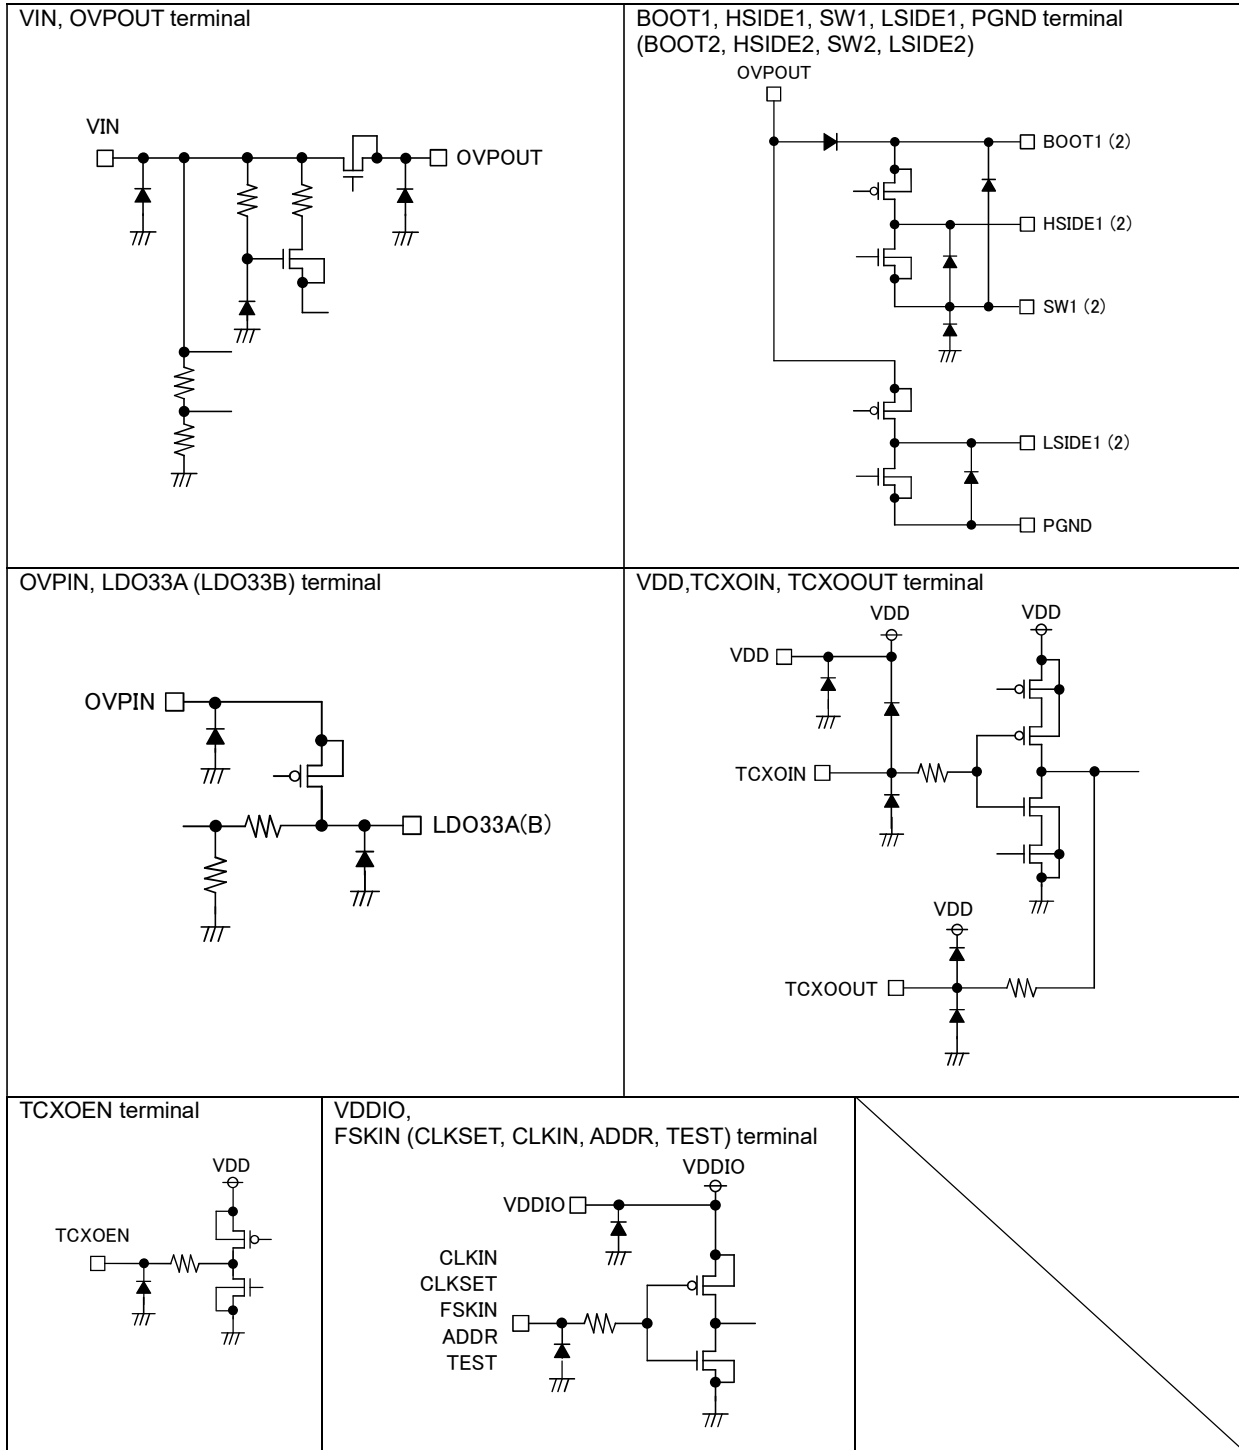 VIN, OVPOUT terminal
VIN
OVPOUT
BOOT1, HSIDE1, SW1, LSIDE1, PGND terminal
(BOOT2, HSIDE2, SW2, LSIDE2)
OVPOUT
BOOT1 (2)
HSIDE1 (2)
SW1 (2)
LSIDE1 (2)
PGND
OVPIN, LDO33A (LDO33B) terminal
OVPIN
LDO33A(B)
VDD,TCXOIN, TCXOOUT terminal
VDD
VDD
VDD
TCXOIN
VDD
TCXOOUT
TCXOEN terminal
VDD
TCXOEN
VDDIO,
FSKIN (CLKSET, CLKIN, ADDR, TEST) terminal
VDDIO
VDDIO
CLKIN
CLKSET
FSKIN
ADDR
TEST